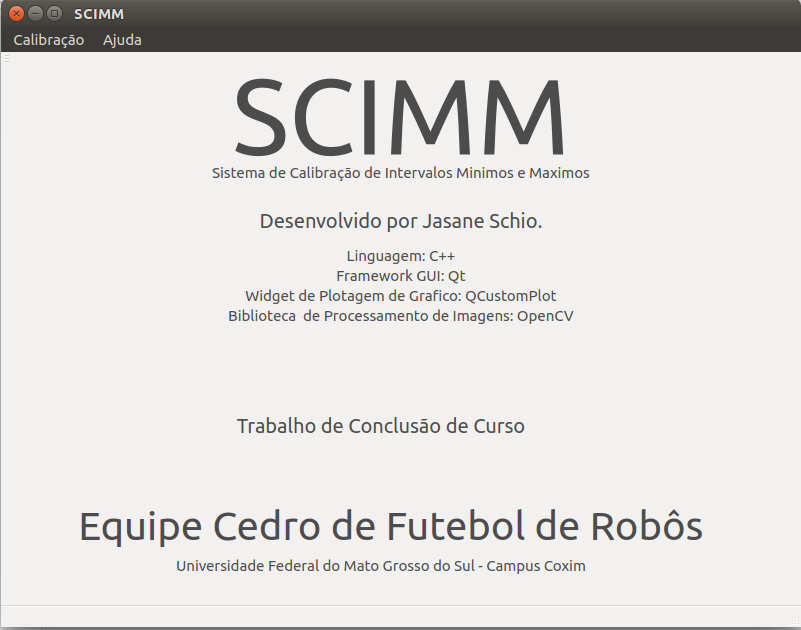 SCIMM
Calibração Ajuda
SCIMM
Sistema de Calibração de Intervalos Minimos e Maximos
Desenvolvido por Jasane Schio.
Linguagem: C++
Framework GUI: Qt
Widget de Plotagem de Grafico: QCustomPlot
Biblioteca  de Processamento de Imagens: OpenCV
Trabalho de Conclusão de Curso
Equipe Cedro de Futebol de Robôs
Universidade Federal do Mato Grosso do Sul - Campus Coxim